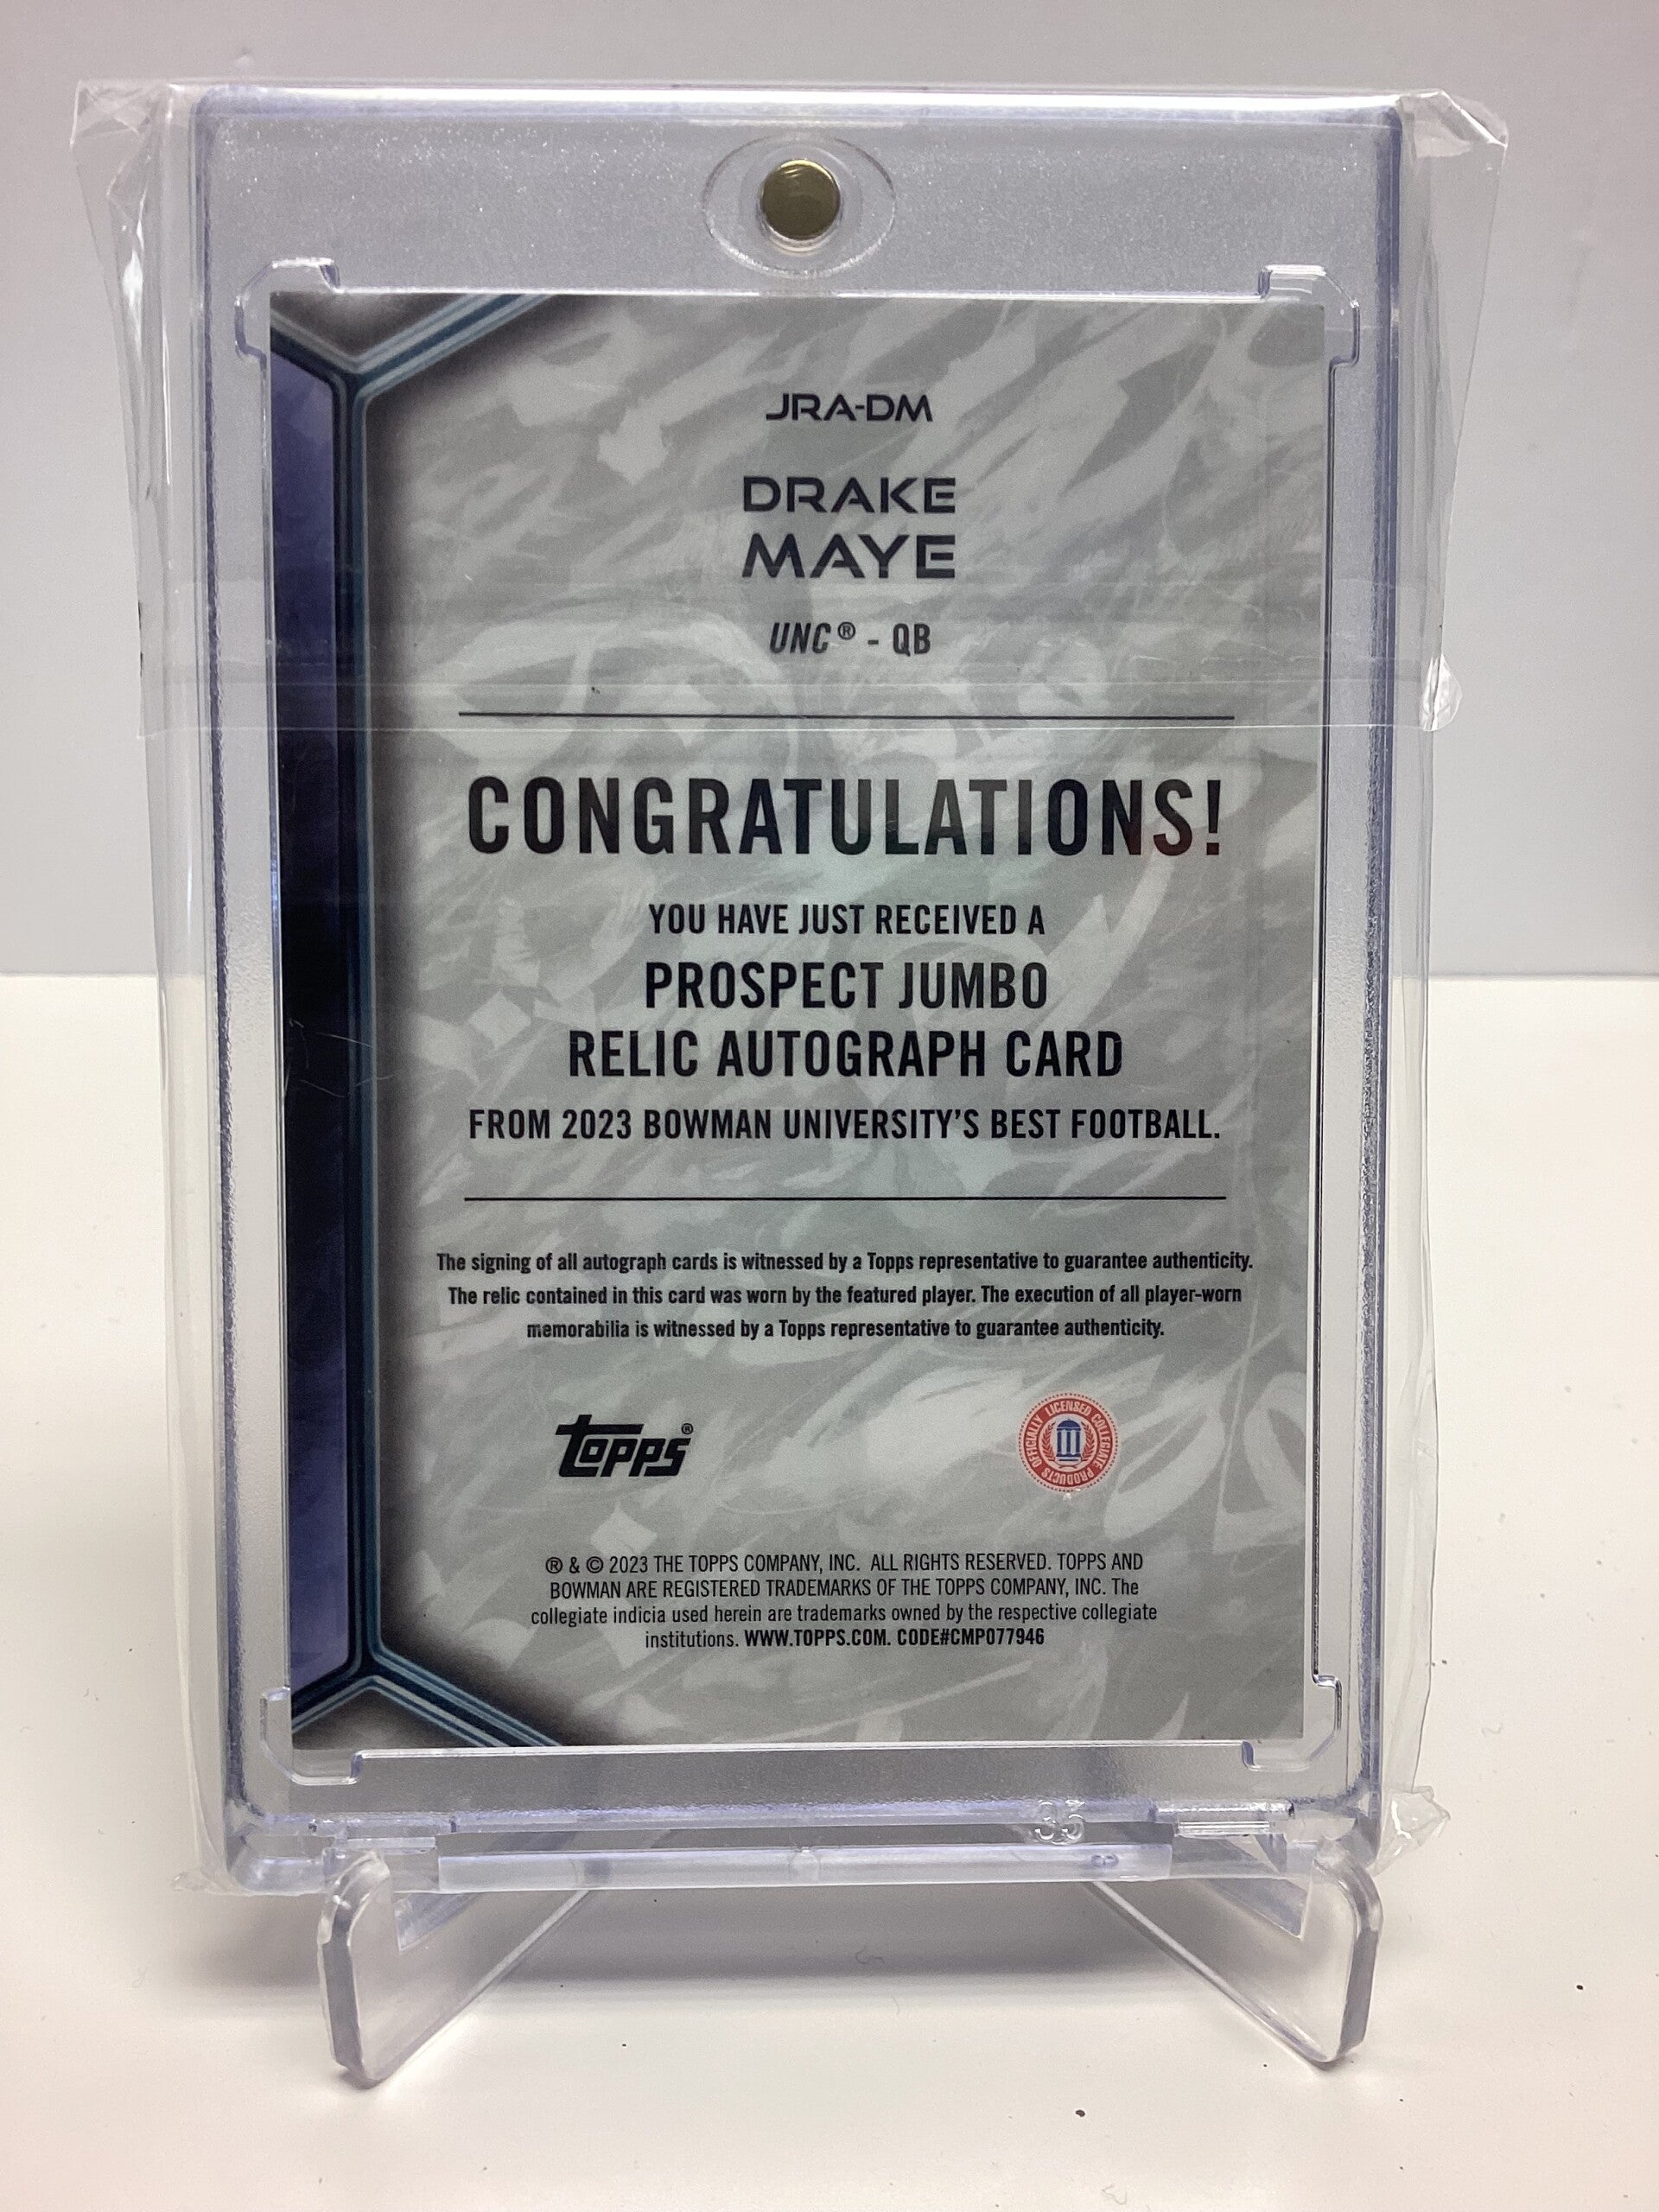 JRA-DM
DRAKE
MAYE
UNC® - QB
CONGRATULATIONS!
YOU HAVE JUST RECEIVED A
PROSPECT JUMBO
RELIC AUTOGRAPH CARD
FROM 2023 BOWMAN UNIVERSITY'S BEST FOOTBALL.
The signing of all autograph cards is witnessed by a Topps representative to guarantee authenticity.
The relic contained in this card was worn by the featured player. The execution of all player-worn
memorabilia is witnessed by a Topps representative to guarantee authenticity.
topps®
OFFICIALLY LICENSED COLLEGIATE PRODUCTS
® & © 2023 THE TOPPS COMPANY, INC. ALL RIGHTS RESERVED. TOPPS AND
BOWMAN ARE REGISTERED TRADEMARKS OF THE TOPPS COMPANY, INC. The
collegiate indicia used herein are trademarks owned by the respective collegiate
institutions. WWW.TOPPS.COM. CODE#CMP077946